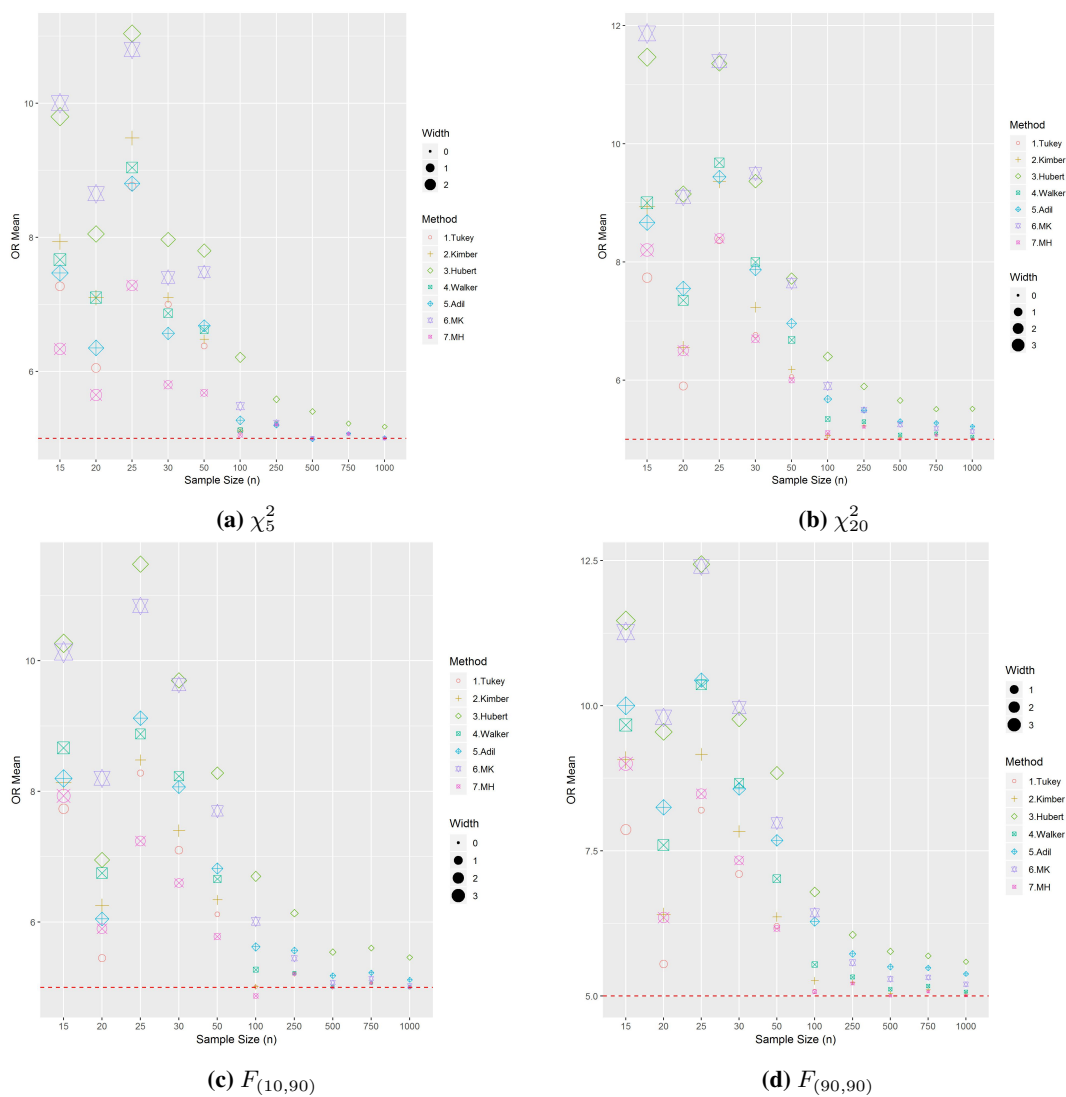 OR Mean
10
8
6
15 20 25 30 50 100 250 500 750 1000
Sample Size (n)
Width
0
1
2
Method
1.Tukey
2.Kimber
3.Hubert
4.Walker
5.Adil
6.MK
7.MH
(a) χ²₅
OR Mean
12
10
8
6
15 20 25 30 50 100 250 500 750 1000
Sample Size (n)
Method
1.Tukey
2.Kimber
3.Hubert
4.Walker
5.Adil
6.MK
7.MH
Width
0
1
2
3
(b) χ²₂₀
OR Mean
10
8
6
15 20 25 30 50 100 250 500 750 1000
Sample Size (n)
Method
1.Tukey
2.Kimber
3.Hubert
4.Walker
5.Adil
6.MK
7.MH
Width
0
1
2
3
(c) F(10,90)
OR Mean
12.5
10.0
7.5
5.0
15 20 25 30 50 100 250 500 750 1000
Sample Size (n)
Width
1
2
3
Method
1.Tukey
2.Kimber
3.Hubert
4.Walker
5.Adil
6.MK
7.MH
(d) F(90,90)